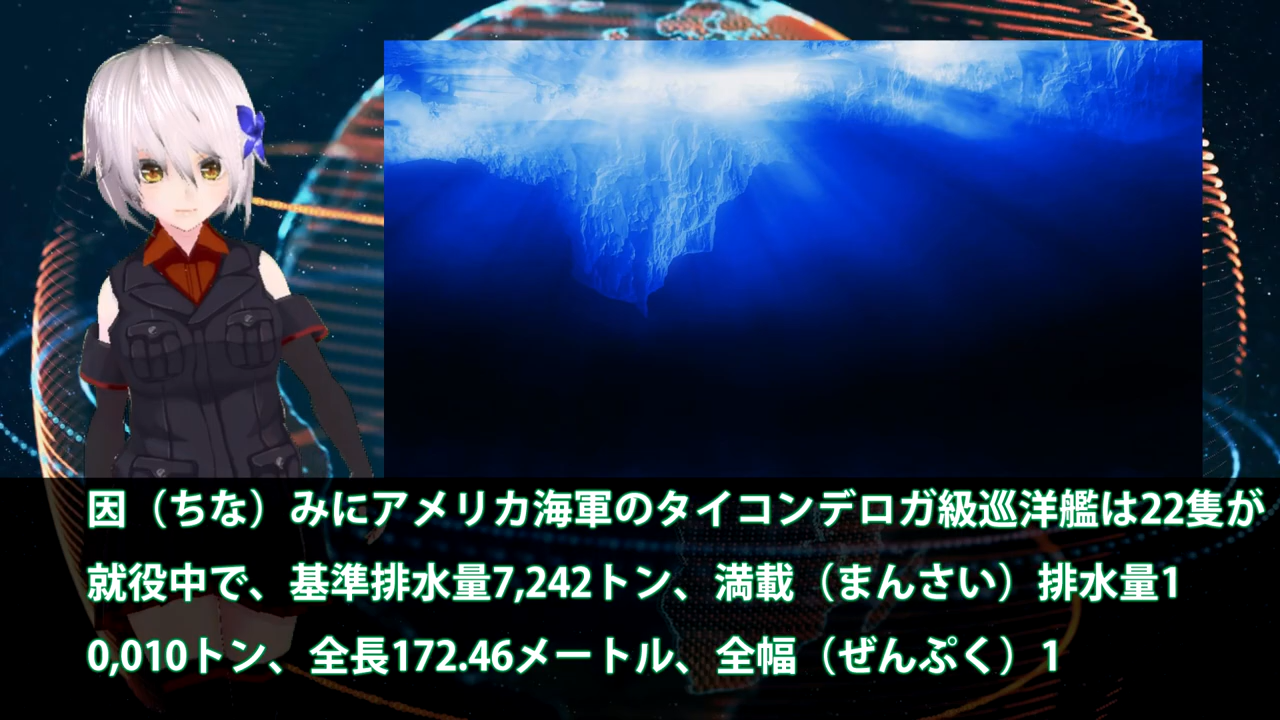 因（ちな）みにアメリカ海軍のタイコンデロガ級巡洋艦は22隻が
就役中で、基準排水量7,242トン、満載（まんさい）排水量1
0,010トン、全長172.46メートル、全幅（ぜんぷく）1